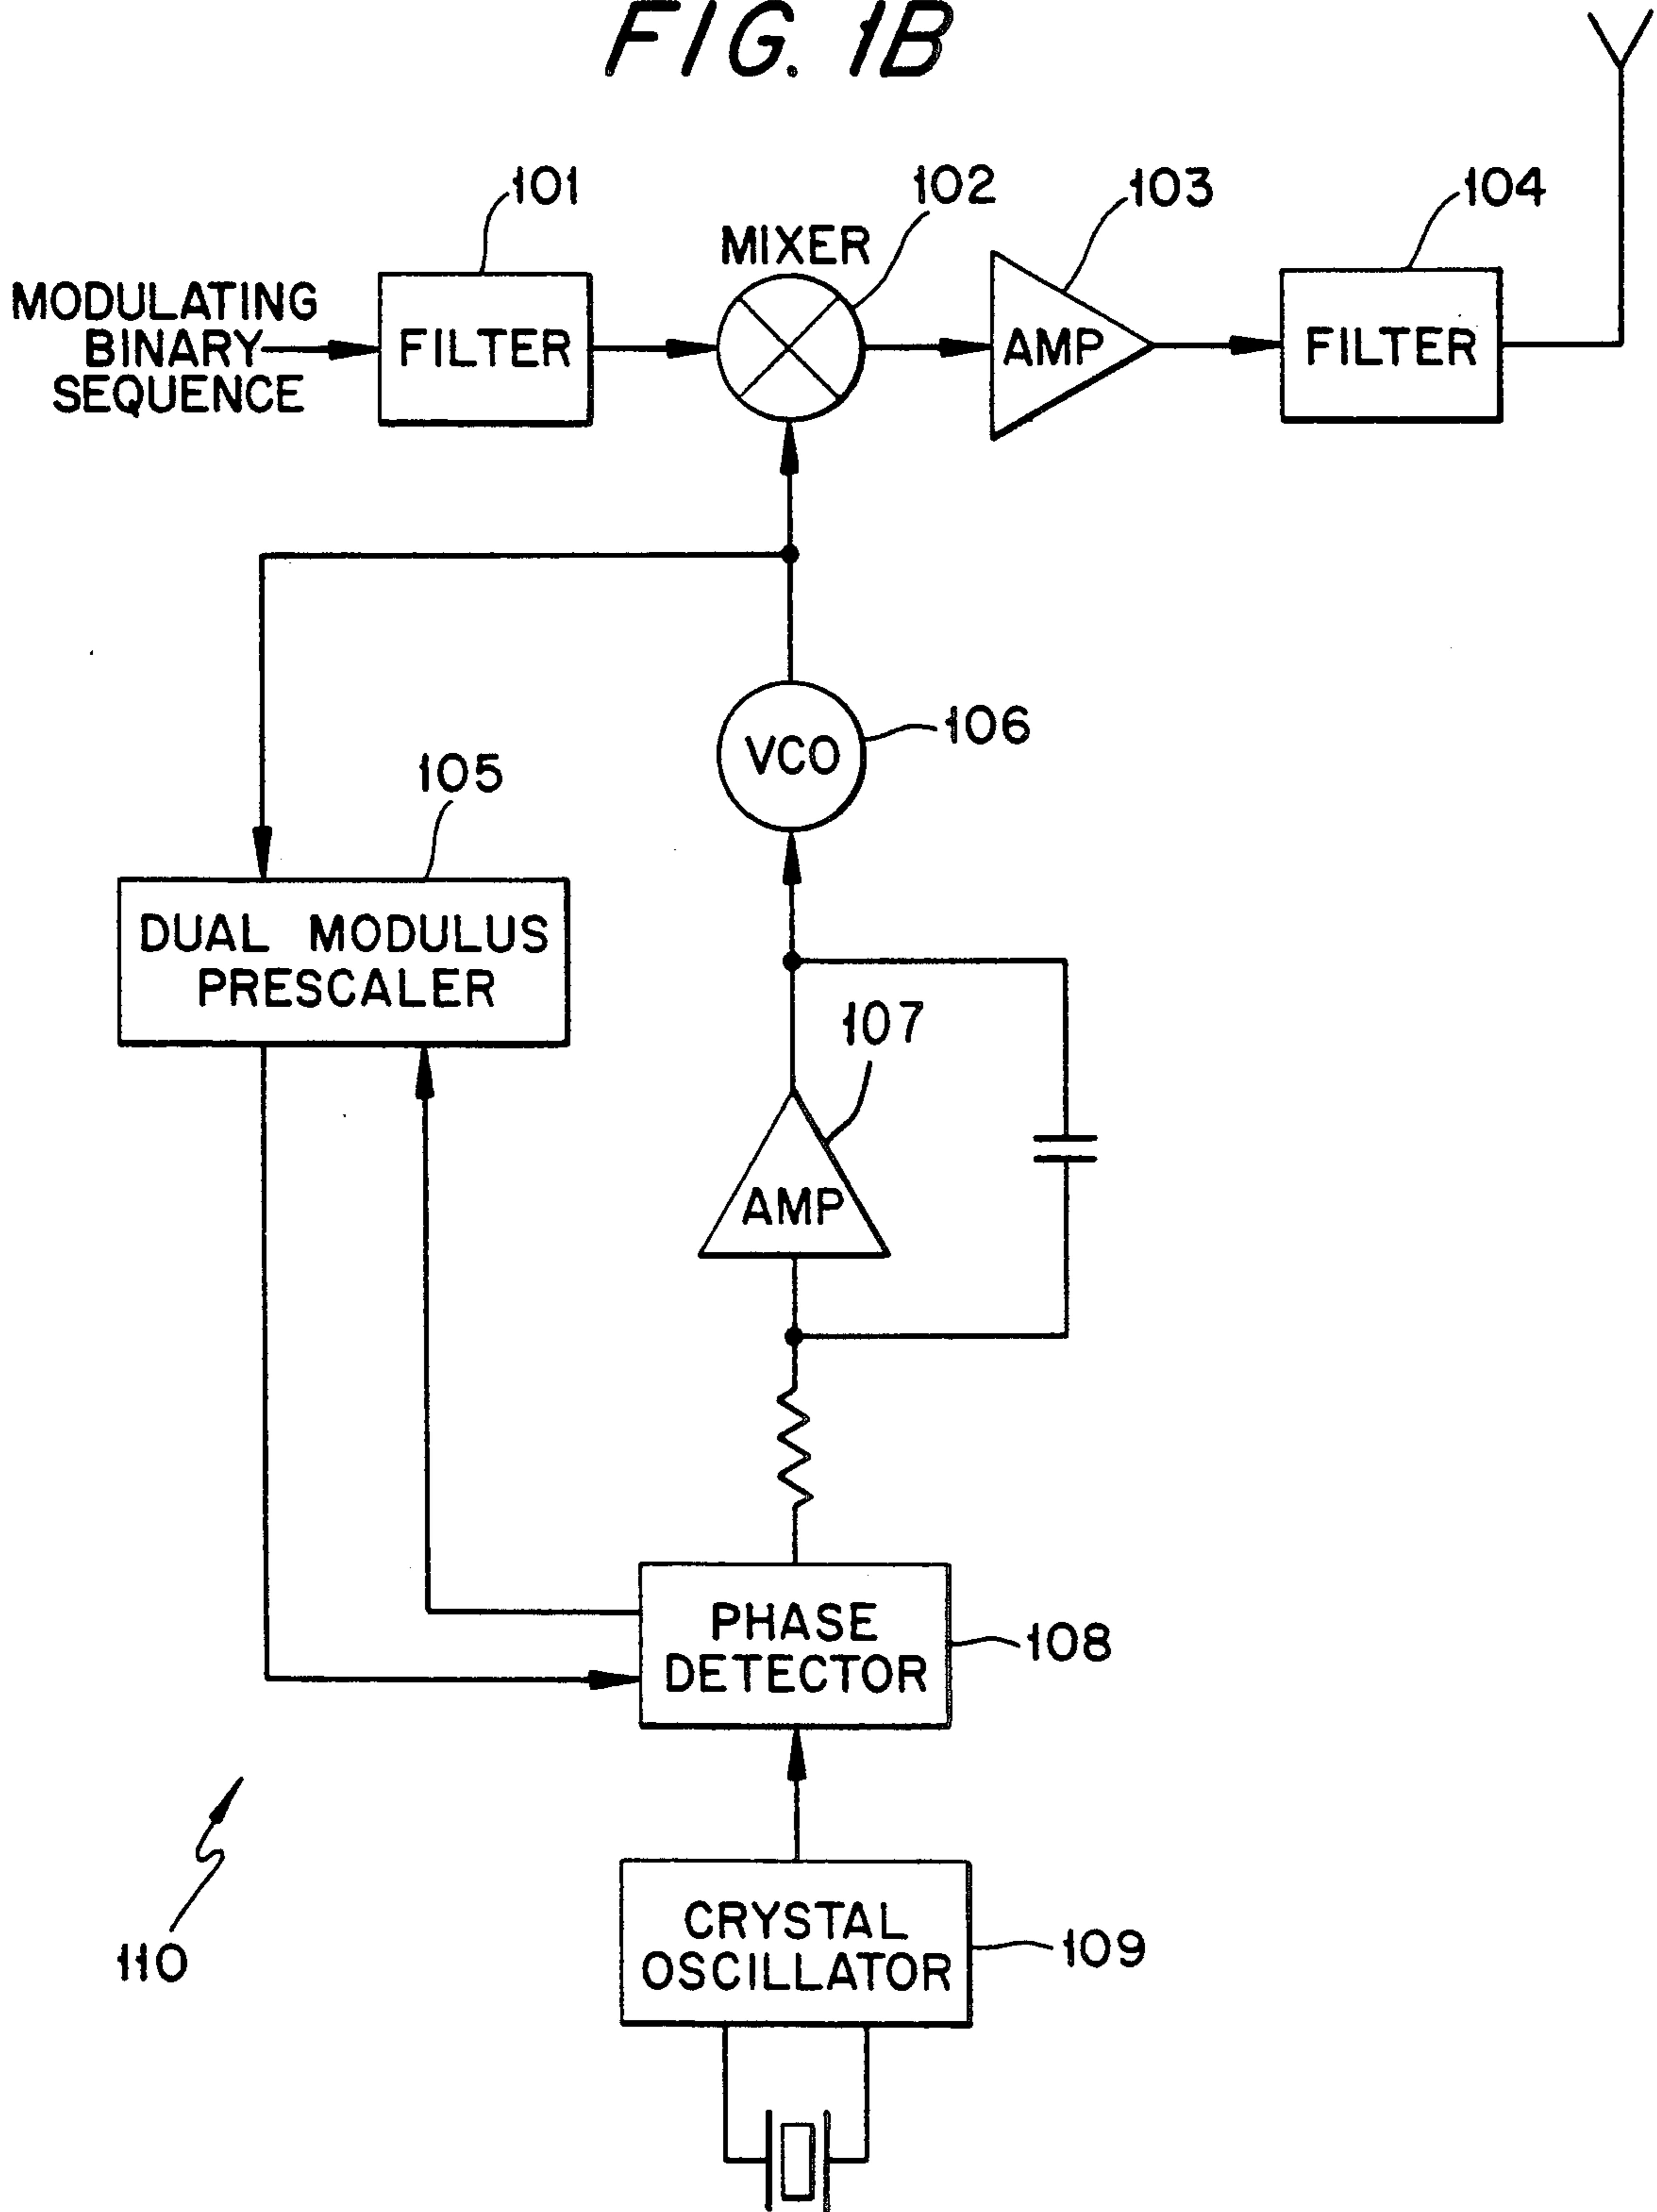 FIG. 1B
101
102
103
104
MIXER
MODULATING
BINARY
SEQUENCE
FILTER
AMP
FILTER
106
VCO
105
DUAL MODULUS
PRESCALER
107
AMP
PHASE
DETECTOR
108
110
CRYSTAL
OSCILLATOR
109